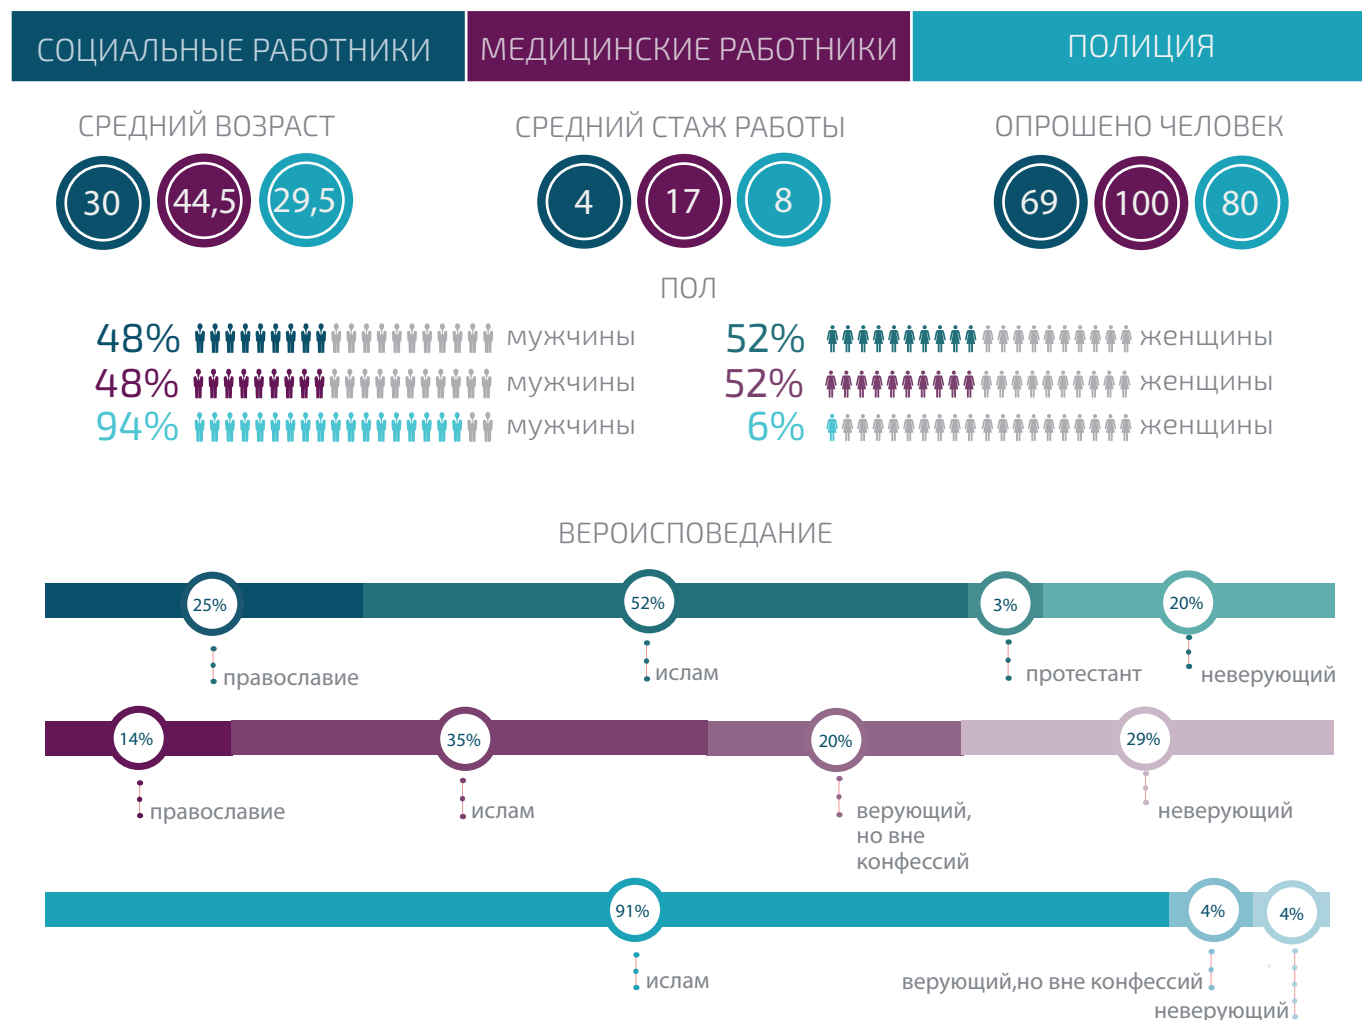 СОЦИАЛЬНЫЕ РАБОТНИКИ
МЕДИЦИНСКИЕ РАБОТНИКИ
ПОЛИЦИЯ
СРЕДНИЙ ВОЗРАСТ
30
44,5
29,5
СРЕДНИЙ СТАЖ РАБОТЫ
4
17
8
ОПРОШЕНО ЧЕЛОВЕК
69
100
80
ПОЛ
48% мужчины
52% женщины
48% мужчины
52% женщины
94% мужчины
6% женщины
ВЕРОИСПОВЕДАНИЕ
25%
52%
3%
20%
православие
ислам
протестант
неверующий
14%
35%
20%
29%
православие
ислам
верующий,
но вне
конфессий
неверующий
91%
4%
4%
ислам
верующий,но вне конфессий
неверующий